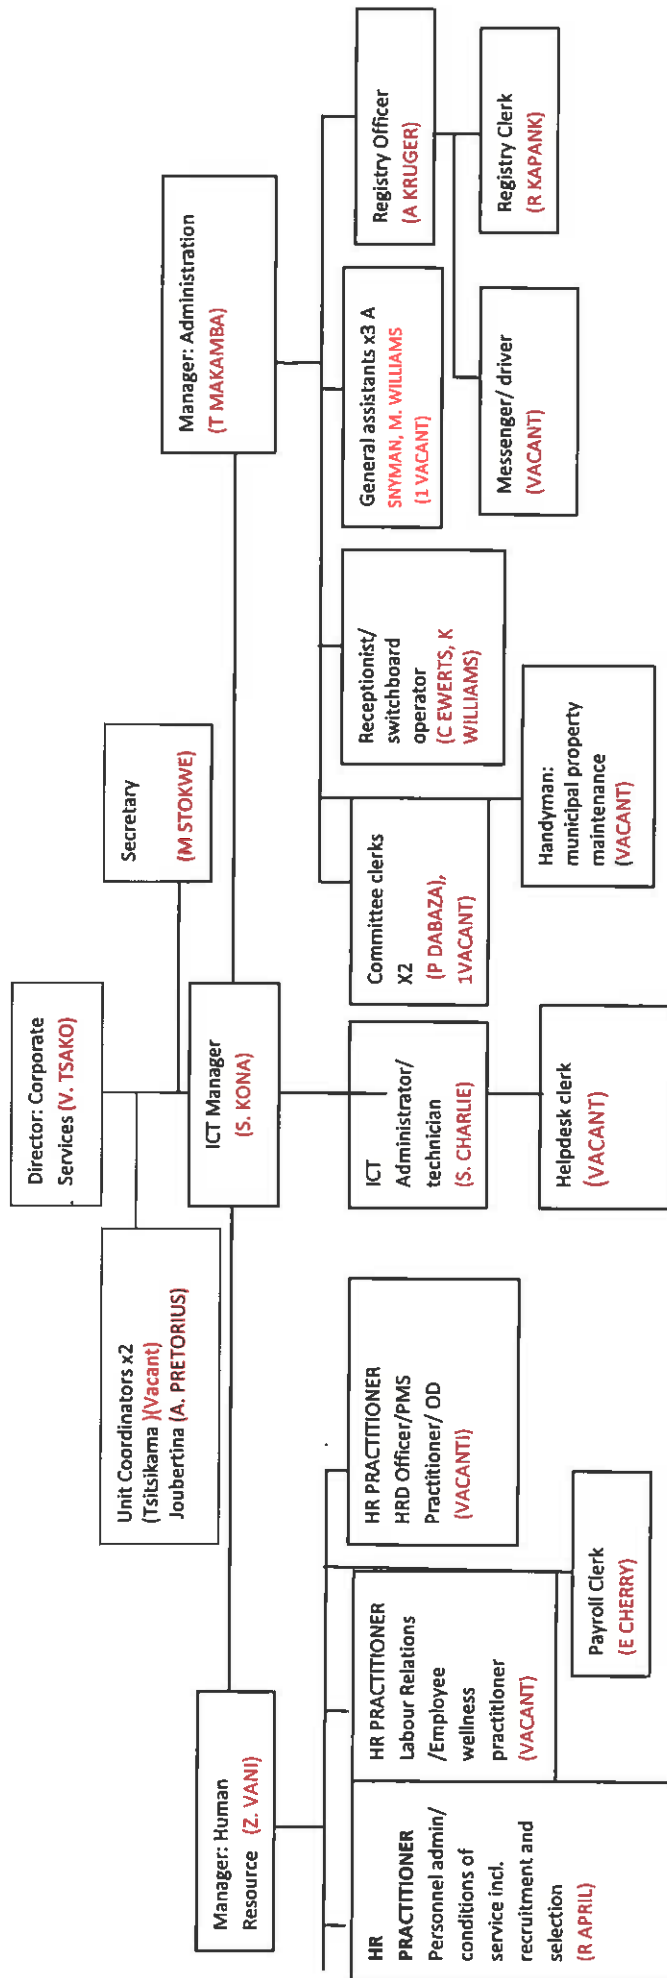 Director: Corporate
Services (V. TSAKO)
Unit Coordinators x2
(Tsitsikama )(Vacant)
Joubertina (A. PRETORIUS)
Secretary
(M STOKWE)
Manager: Human
Resource  (Z. VANI)
ICT Manager
(S. KONA)
Manager: Administration
(T MAKAMBA)
HR
PRACTITIONER
Personnel admin/
conditions of
service incl.
recruitment and
selection
(R APRIL)
HR PRACTITIONER
Labour Relations
/Employee
wellness
practitioner
(VACANT)
HR PRACTITIONER
HRD Officer/PMS
Practitioner/ OD
(VACANTI)
Payroll Clerk
(E CHERRY)
ICT
Administrator/
technician
(S. CHARLIE)
Helpdesk clerk
(VACANT)
Committee clerks
X2
(P DABAZA),
1VACANT)
Handyman:
municipal property
maintenance
(VACANT)
Receptionist/
switchboard
operator
(C EWERTS, K
WILLIAMS)
General assistants x3 A
SNYMAN, M. WILLIAMS
(1 VACANT)
Registry Officer
(A KRUGER)
Messenger/ driver
(VACANT)
Registry Clerk
(R KAPANK)